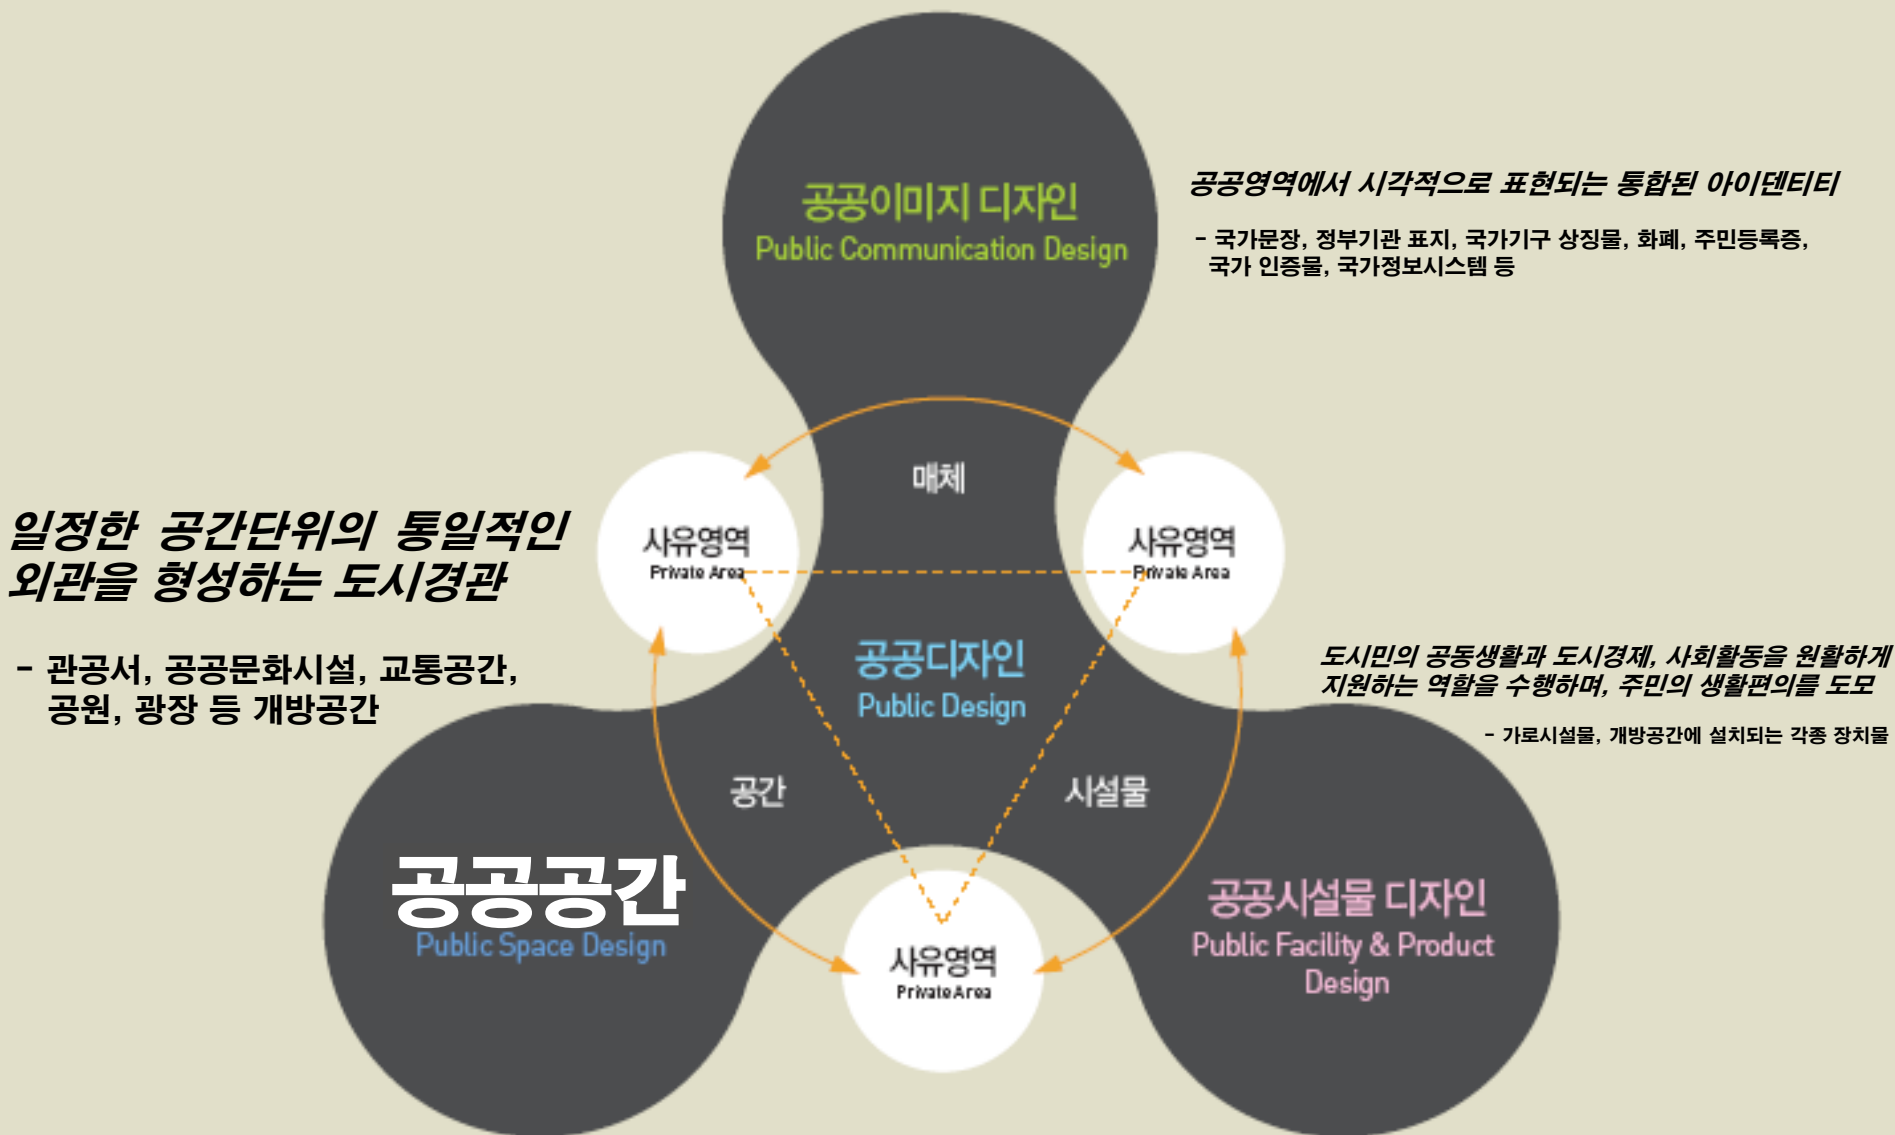 공공이미지 디자인
Public Communication Design
공공영역에서 시각적으로 표현되는 통합된 아이덴티티
- 국가문장, 정부기관 표지, 국가기구 상징물, 화폐, 주민등록증,
국가 인증물, 국가정보시스템 등
매체
사유영역
Private Area
사유영역
Private Area
일정한 공간단위의 통일적인
외관을 형성하는 도시경관
- 관공서, 공공문화시설, 교통공간,
공원, 광장 등 개방공간
공공디자인
Public Design
도시민의 공동생활과 도시경제, 사회활동을 원활하게
지원하는 역할을 수행하며, 주민의 생활편의를 도모
- 가로시설물, 개방공간에 설치되는 각종 장치물
공간
시설물
공공공간
Public Space Design
사유영역
Private Area
공공시설물 디자인
Public Facility & Product
Design